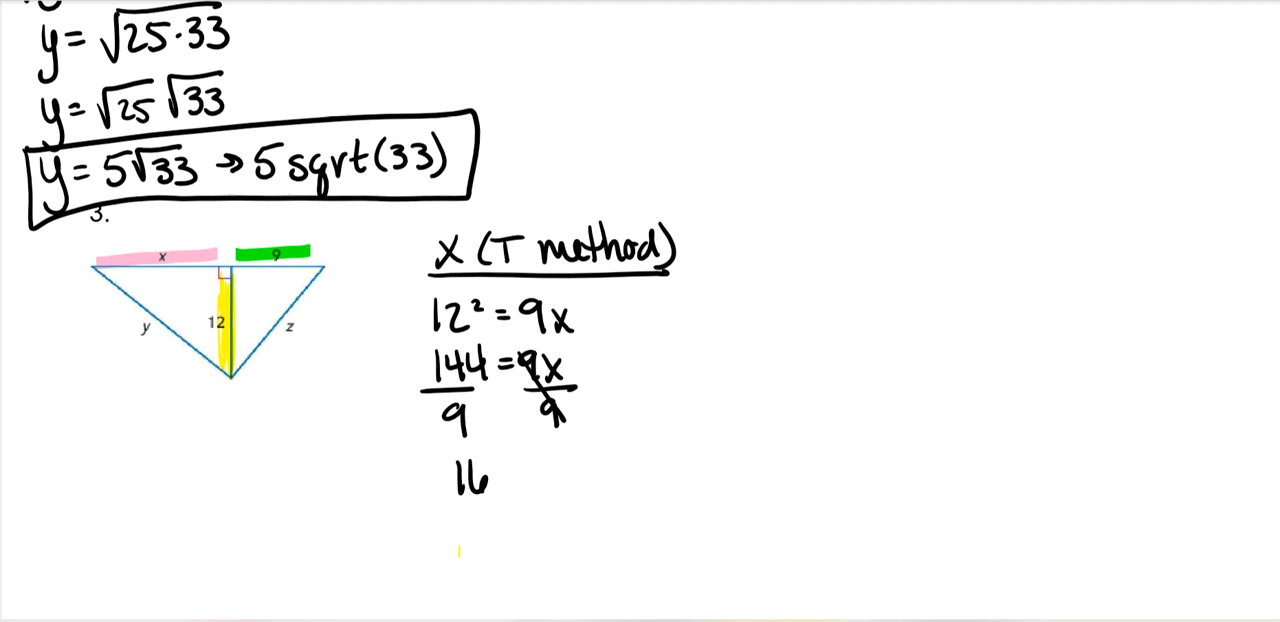 y = √25·33
y = √25 √33
y = 5√33 → 5 sqrt(33)
3.
x 9
y 12 z
X (T method)
12² = 9x
144 = 9x
9 9
16